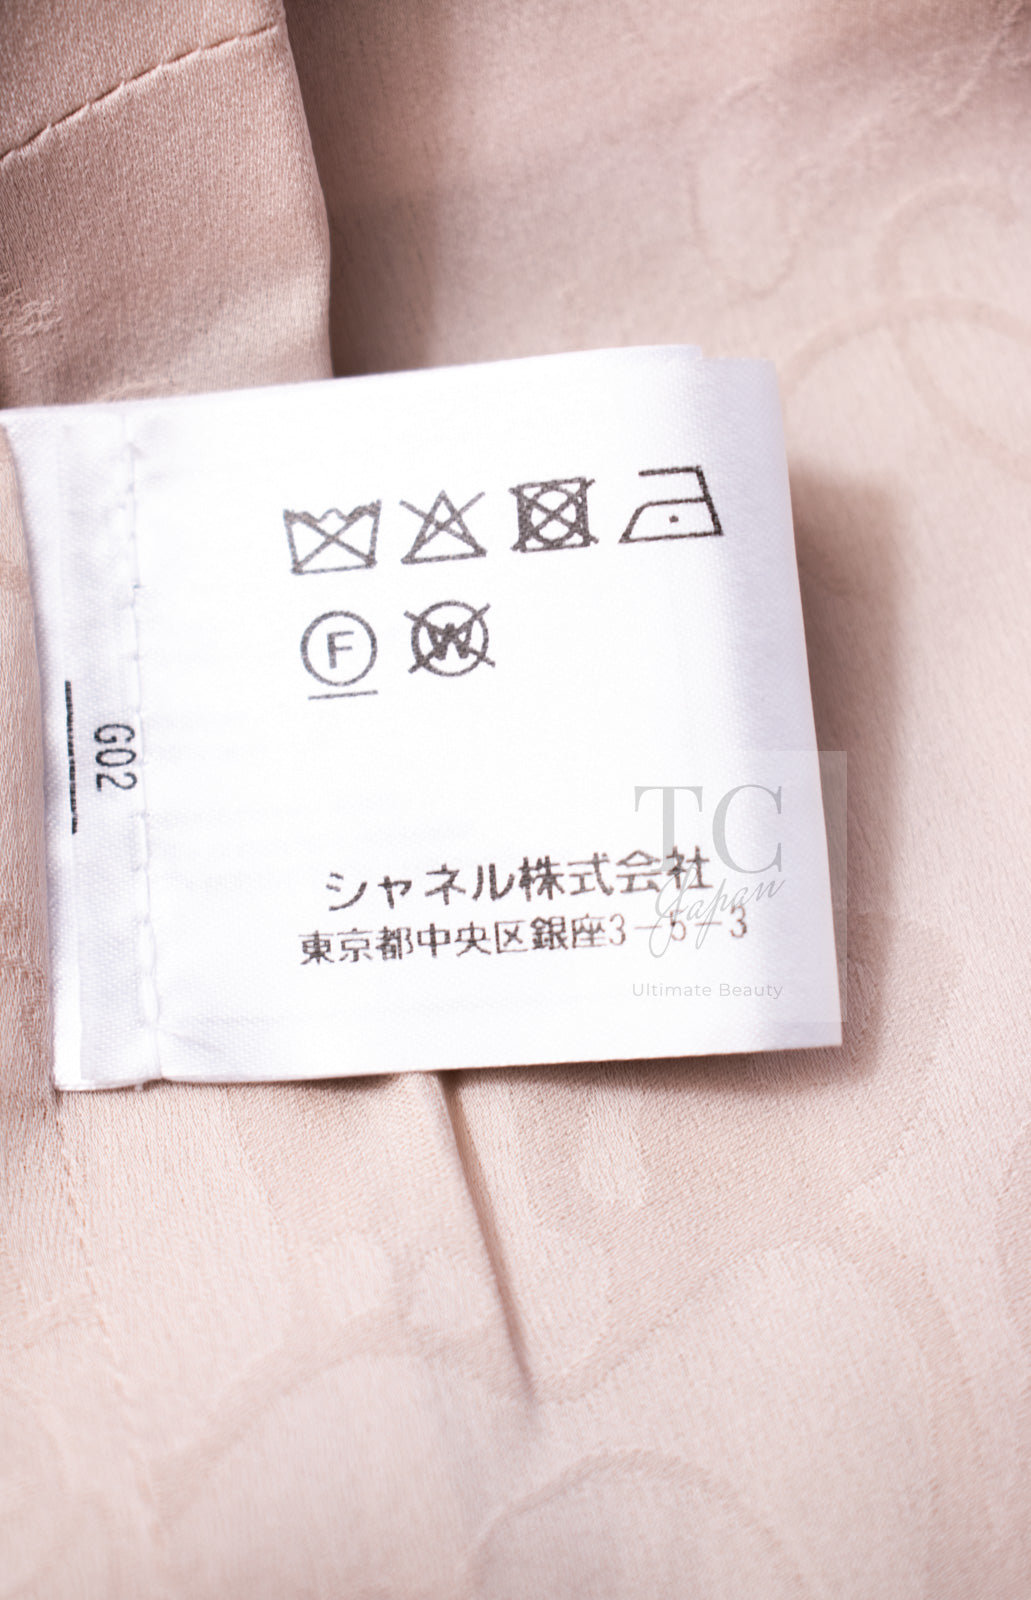 F
W
G02
シャネル株式会社
東京都中央区銀座3-5-3
TC
Japan
Ultimate Beauty